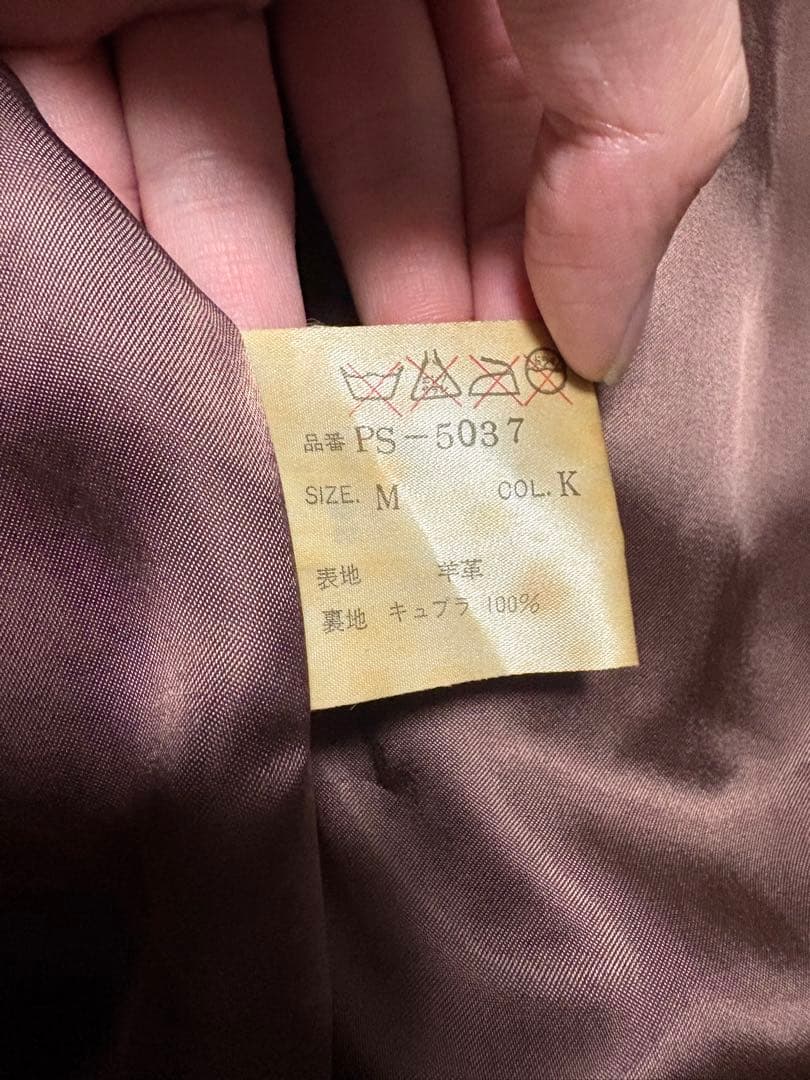 品番 PS-5037
SIZE. M COL. K
表地 羊革
裏地 キュプラ 100%